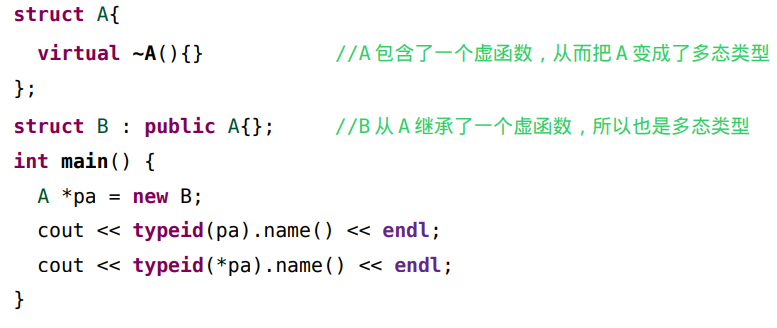 struct A{
  virtual ~A(){}           //A 包含了一个虚函数，从而把 A 变成了多态类型
};
struct B : public A{};     //B 从 A 继承了一个虚函数，所以也是多态类型
int main() {
  A *pa = new B;
  cout << typeid(pa).name() << endl;
  cout << typeid(*pa).name() << endl;
}